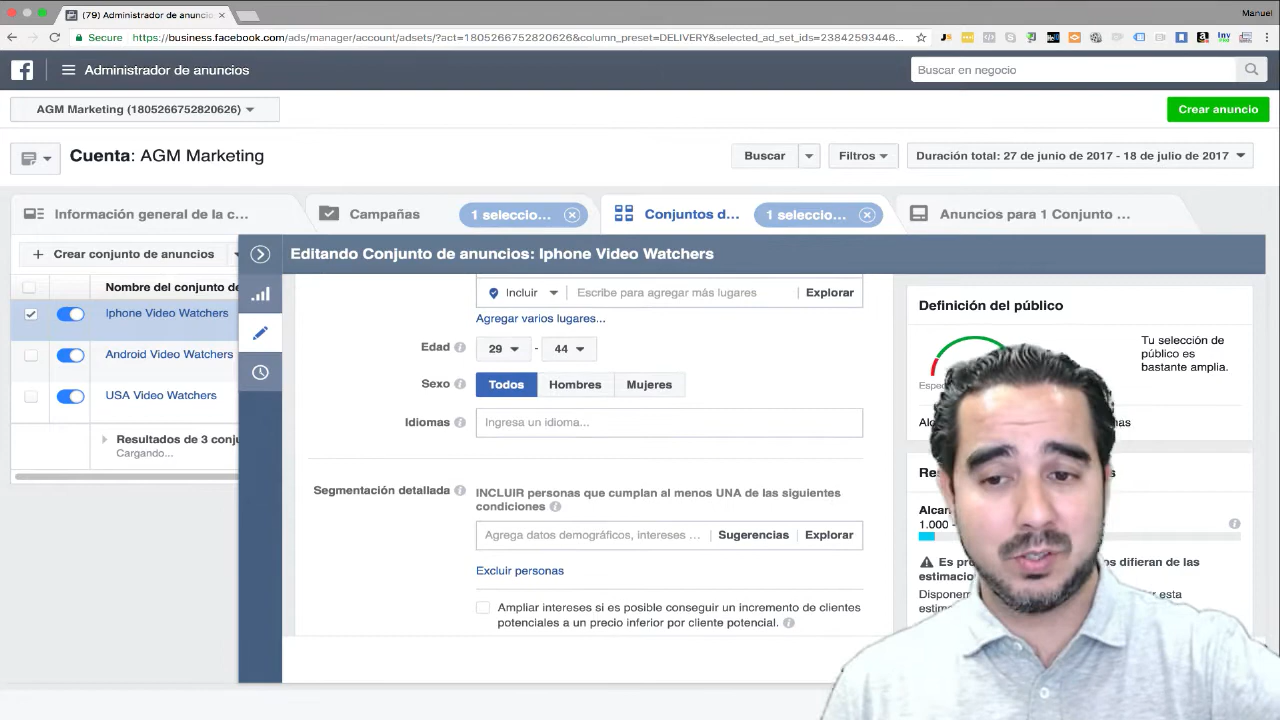 (79) Administrador de anuncios
Manuel
Secure https://business.facebook.com/ads/manager/account/adsets/?act=1805266752820626&column_preset=DELIVERY&selected_ad_set_ids=23842593446...
Administrador de anuncios
Buscar en negocio
AGM Marketing (1805266752820626)
Crear anuncio
Cuenta: AGM Marketing
Buscar
Filtros
Duración total: 27 de junio de 2017 - 18 de julio de 2017
Información general de la c...
Campañas
1 seleccio...
Conjuntos d...
1 seleccio...
Anuncios para 1 Conjunto ...
+ Crear conjunto de anuncios
Editando Conjunto de anuncios: Iphone Video Watchers
Nombre del conjunto de
Iphone Video Watchers
Android Video Watchers
USA Video Watchers
Resultados de 3 conju
Cargando...
Incluir
Escribe para agregar más lugares
Explorar
Agregar varios lugares...
Edad
29 - 44
Sexo
Todos
Hombres
Mujeres
Idiomas
Ingresa un idioma...
Segmentación detallada
INCLUIR personas que cumplan al menos UNA de las siguientes
condiciones
Agrega datos demográficos, intereses ...
Sugerencias
Explorar
Excluir personas
Ampliar intereses si es posible conseguir un incremento de clientes
potenciales a un precio inferior por cliente potencial.
Definición del público
Tu selección de
público es
bastante amplia.
1.000
difieran de las
esta